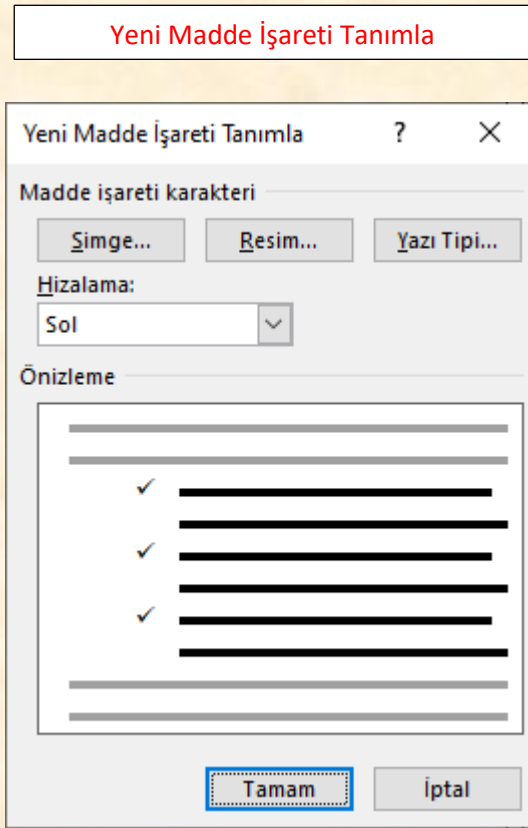 Yeni Madde İşareti Tanımla
Yeni Madde İşareti Tanımla ?
Madde işareti karakteri
Simge... Resim... Yazı Tipi...
Hizalama:
Sol
Önizleme
Tamam İptal